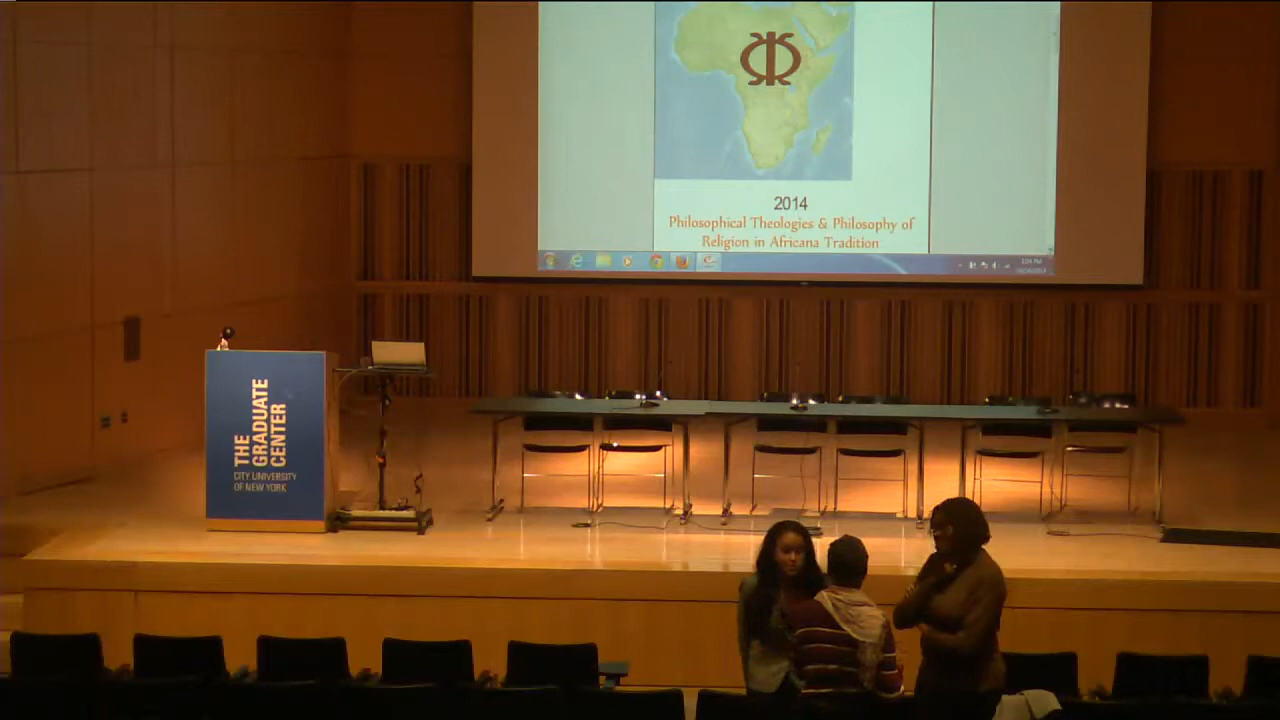 2014
Philosophical Theologies & Philosophy of
Religion in Africana Tradition
THE
GRADUATE
CENTER
CITY UNIVERSITY
OF NEW YORK